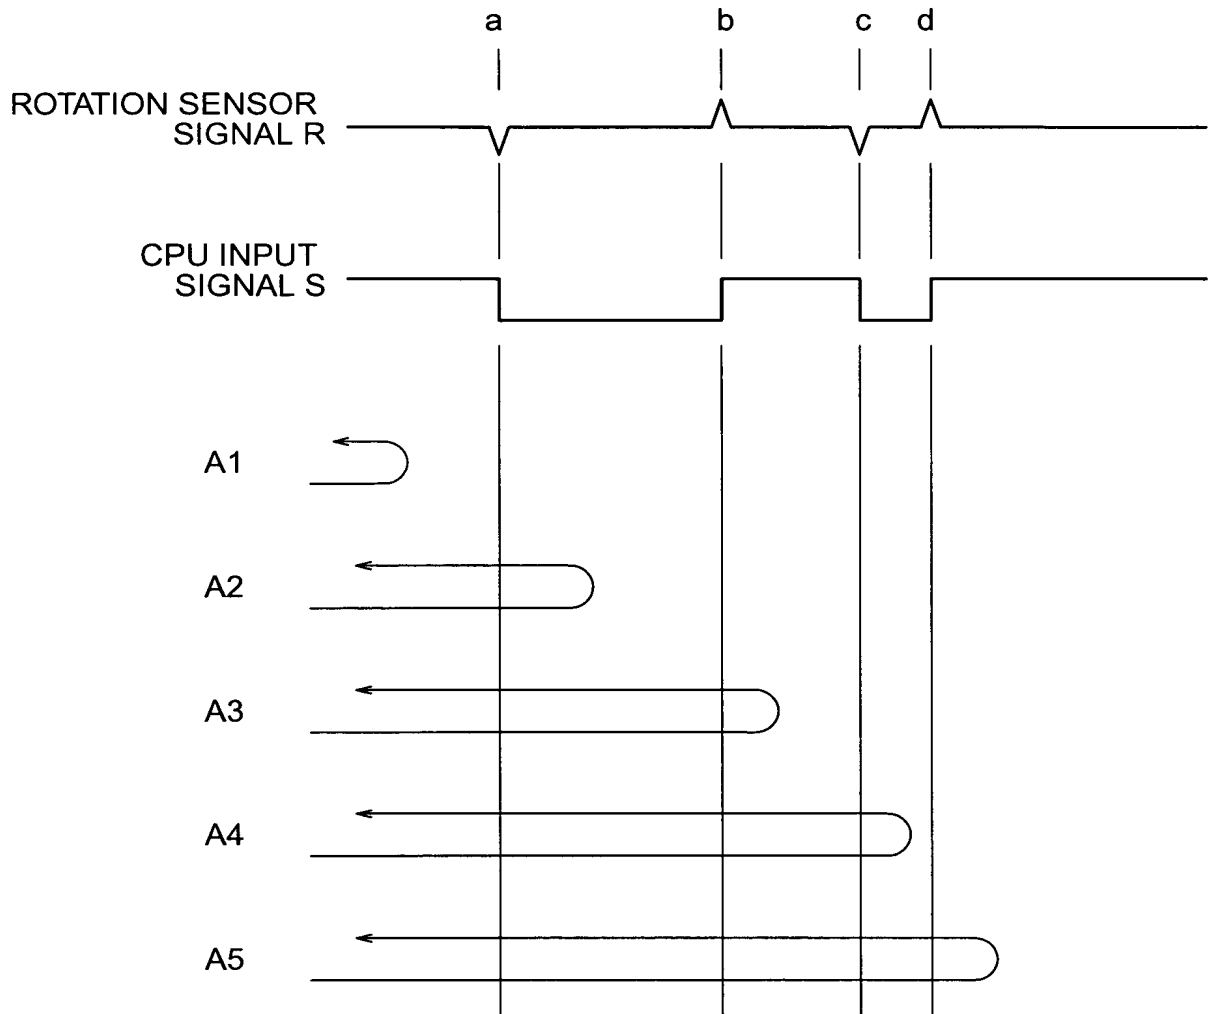 a b c d
ROTATION SENSOR
SIGNAL R
CPU INPUT
SIGNAL S
A1
A2
A3
A4
A5